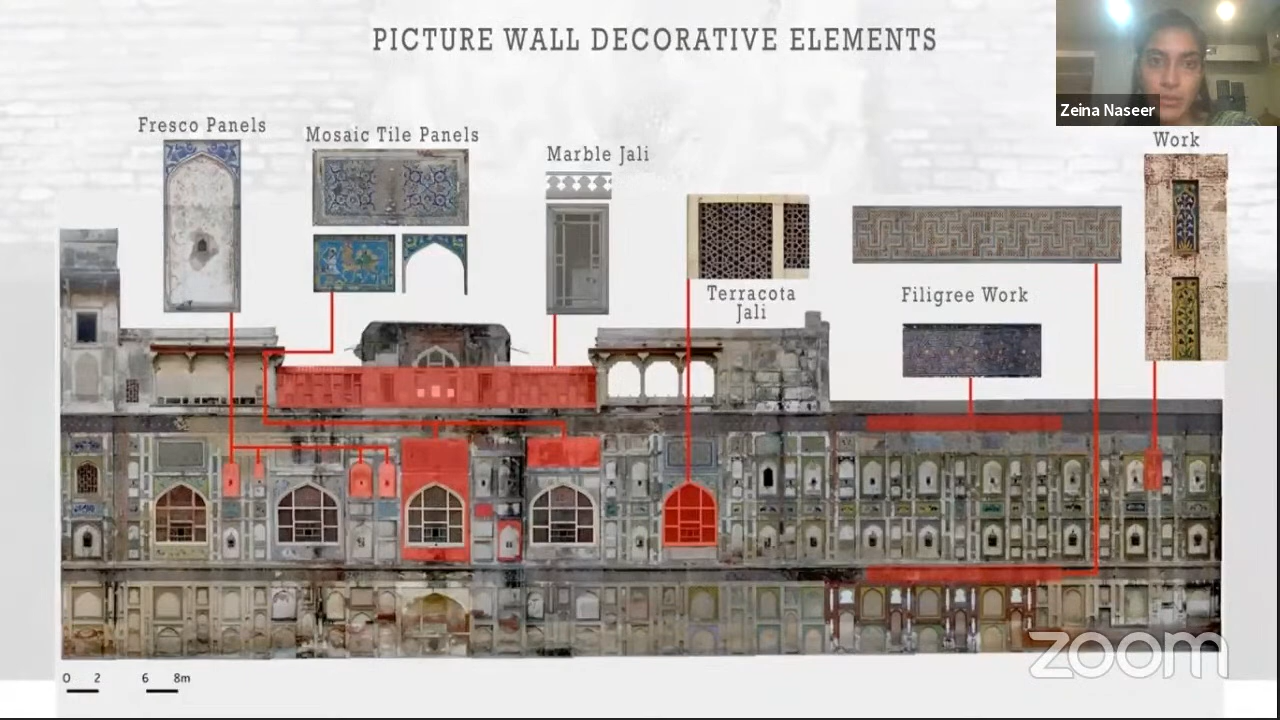 PICTURE WALL DECORATIVE ELEMENTS
Zeina Naseer
Fresco Panels
Mosaic Tile Panels
Marble Jali
Work
Terracota
Jali
Filigree Work
0 2 6 8m
zoom